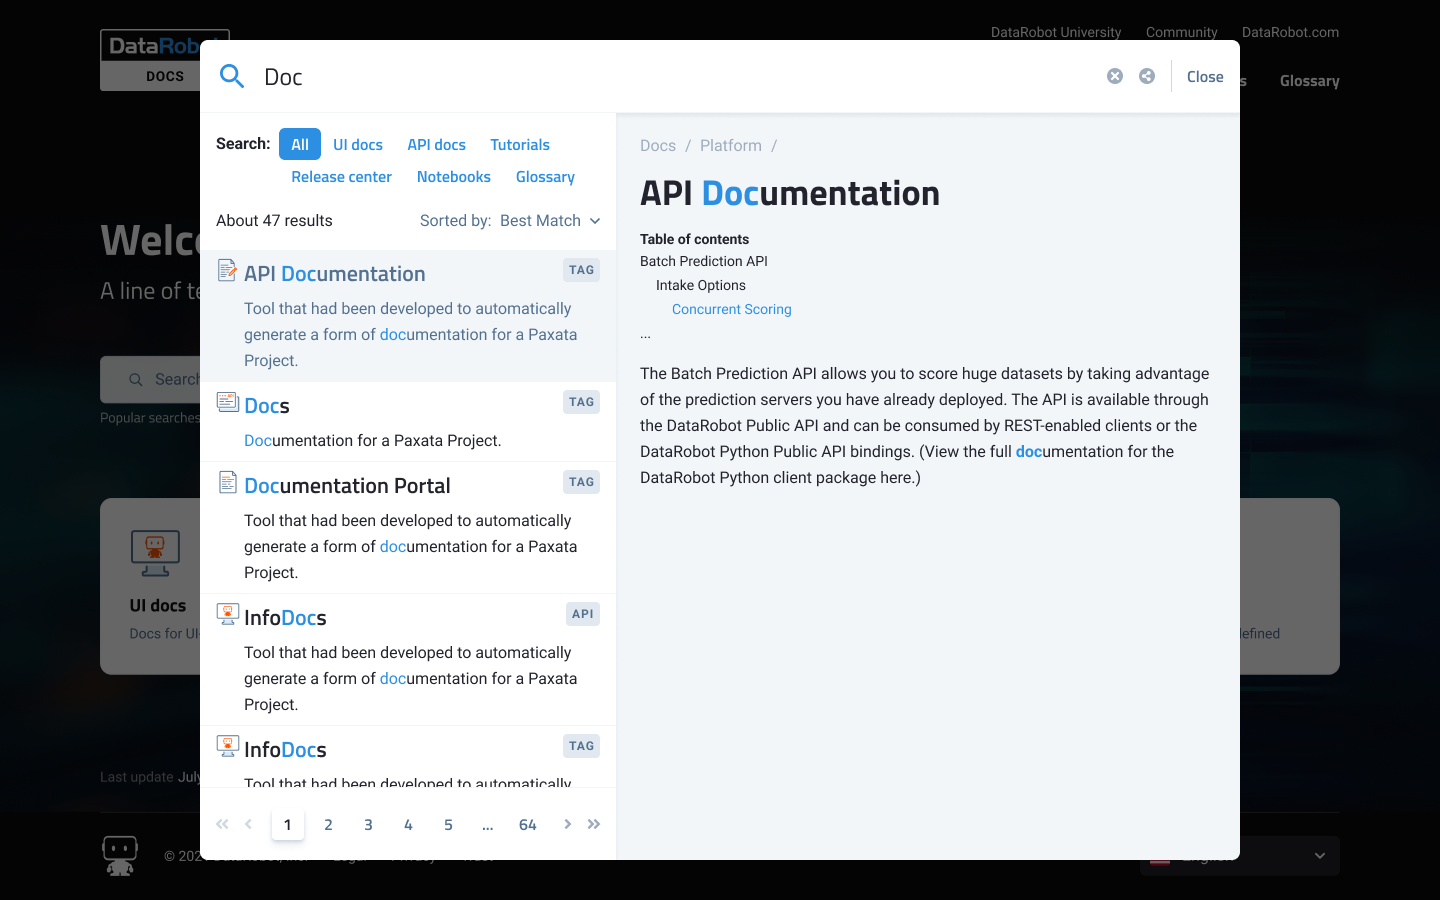 DataRobot University Community DataRobot.com
DataRob
DOCS
Glossary
Doc
Close
Search: All UI docs API docs Tutorials
Release center Notebooks Glossary
About 47 results Sorted by: Best Match
API Documentation TAG
Tool that had been developed to automatically
generate a form of documentation for a Paxata
Project.
Docs TAG
Documentation for a Paxata Project.
Documentation Portal TAG
Tool that had been developed to automatically
generate a form of documentation for a Paxata
Project.
InfoDocs API
Tool that had been developed to automatically
generate a form of documentation for a Paxata
Project.
InfoDocs TAG
Tool that had been developed to automatically
1 2 3 4 5 ... 64
Docs / Platform /
API Documentation
Table of contents
Batch Prediction API
Intake Options
Concurrent Scoring
...
The Batch Prediction API allows you to score huge datasets by taking advantage
of the prediction servers you have already deployed. The API is available through
the DataRobot Public API and can be consumed by REST-enabled clients or the
DataRobot Python Public API bindings. (View the full documentation for the
DataRobot Python client package here.)
Welc
A line of te
Search
Popular searches
UI docs
Docs for UI
efined
Last update July
© 202